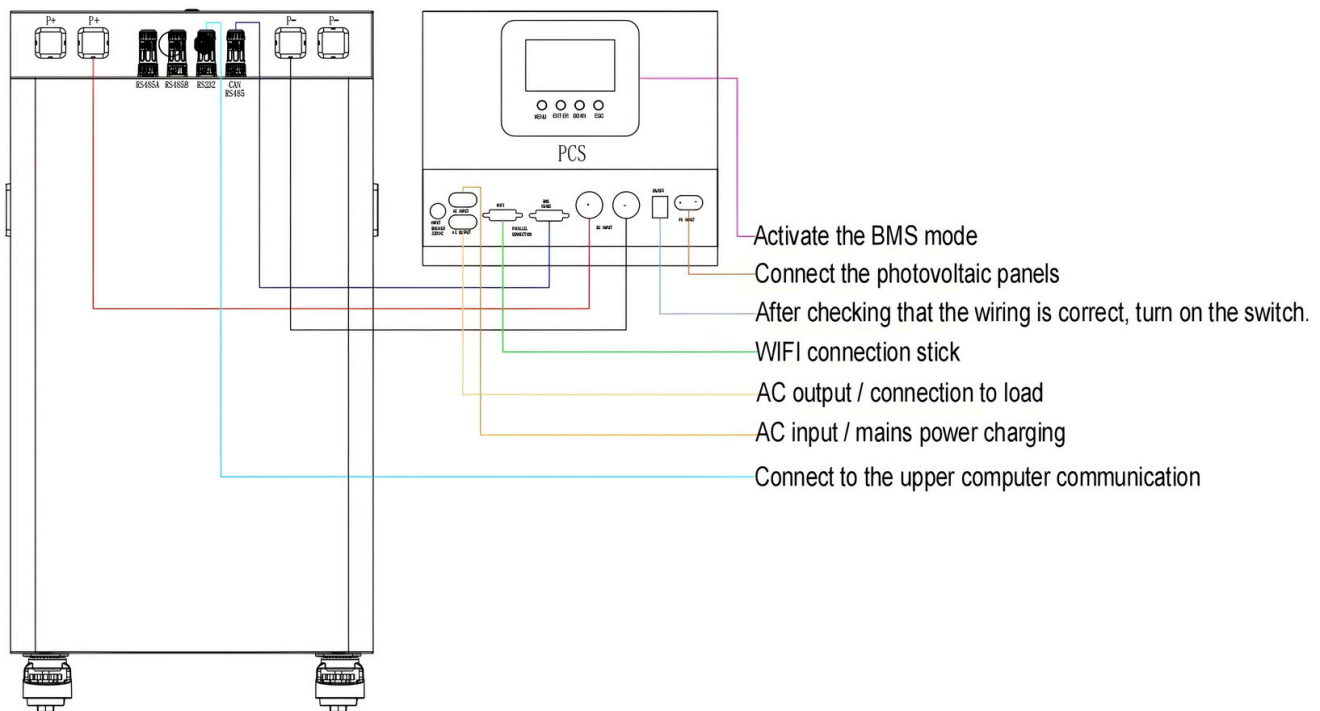 P+
P+
P-
P-
RS485A
RS485B
RS232
CAN
RS485
MENU
ENTER
DOWN
ESC
PCS
INPUT
BREAKER
AC INPUT
AC OUTPUT
WIFI
PARALLEL
CONNECTION
BMS
RS485
+
-
DC INPUT
ON/OFF
+ -
PV INPUT
Activate the BMS mode
Connect the photovoltaic panels
After checking that the wiring is correct, turn on the switch.
WIFI connection stick
AC output / connection to load
AC input / mains power charging
Connect to the upper computer communication